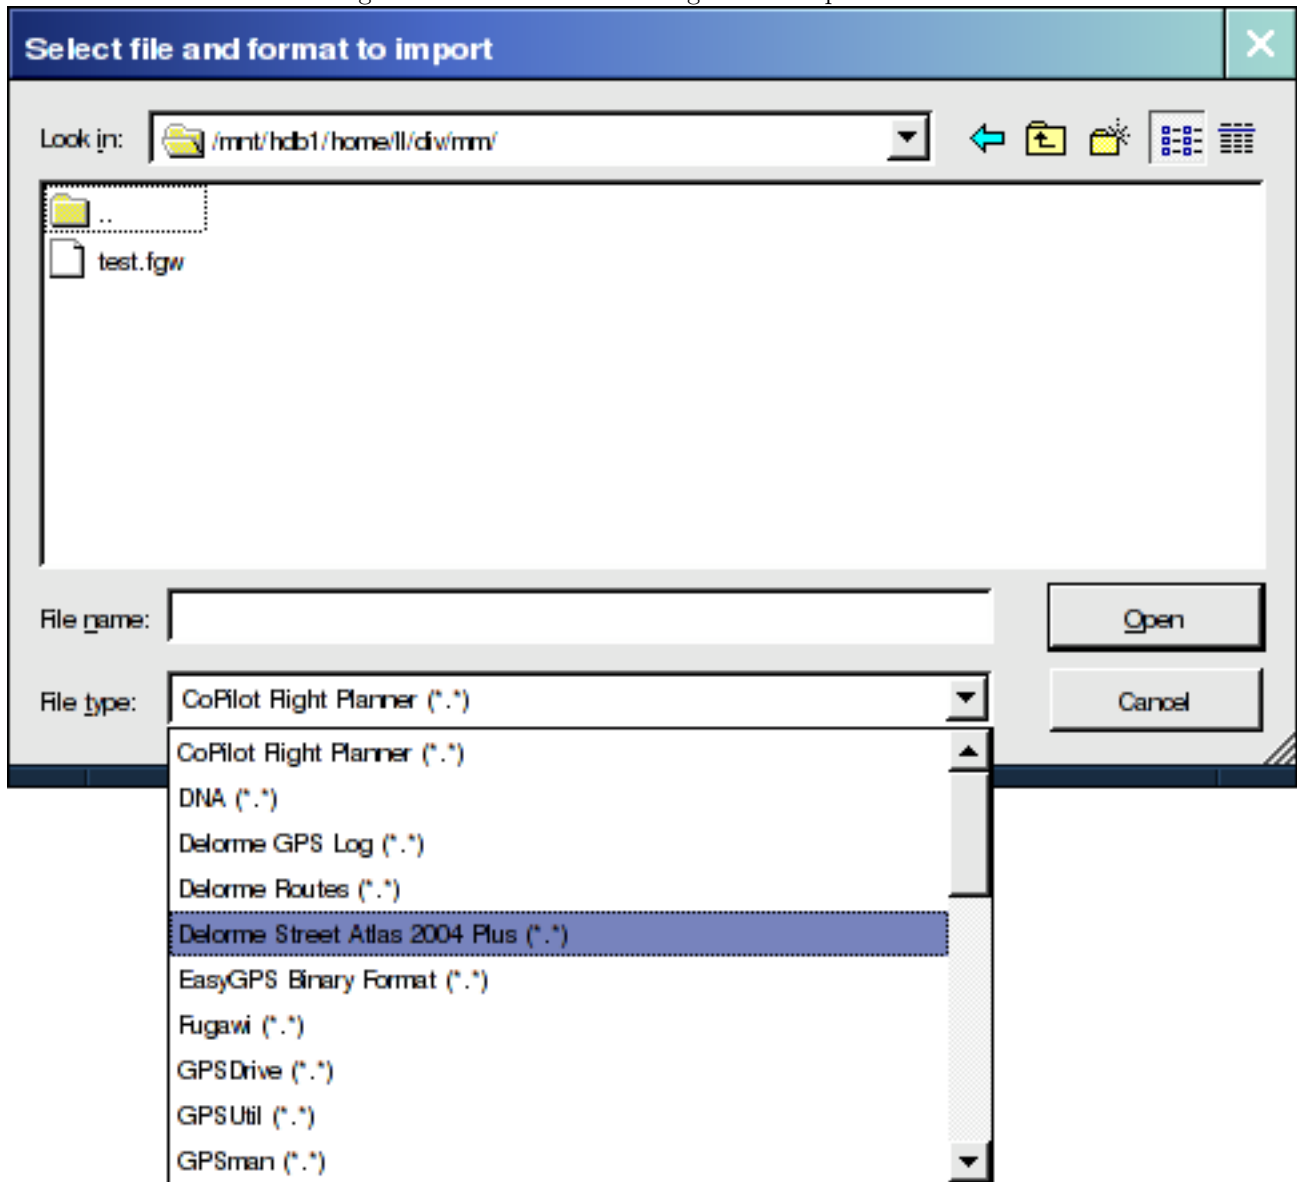 Select file and format to import
Look in: /mnt/hdb1/home/ll/div/mm/
..
test.fgw
File name:
Open
File type: CoPilot Flight Planner (*.*)
Cancel
CoPilot Flight Planner (*.*)
DNA (*.*)
Delorme GPS Log (*.*)
Delorme Routes (*.*)
Delorme Street Atlas 2004 Plus (*.*)
EasyGPS Binary Format (*.*)
Fugawi (*.*)
GPSDrive (*.*)
GPSUtil (*.*)
GPSman (*.*)